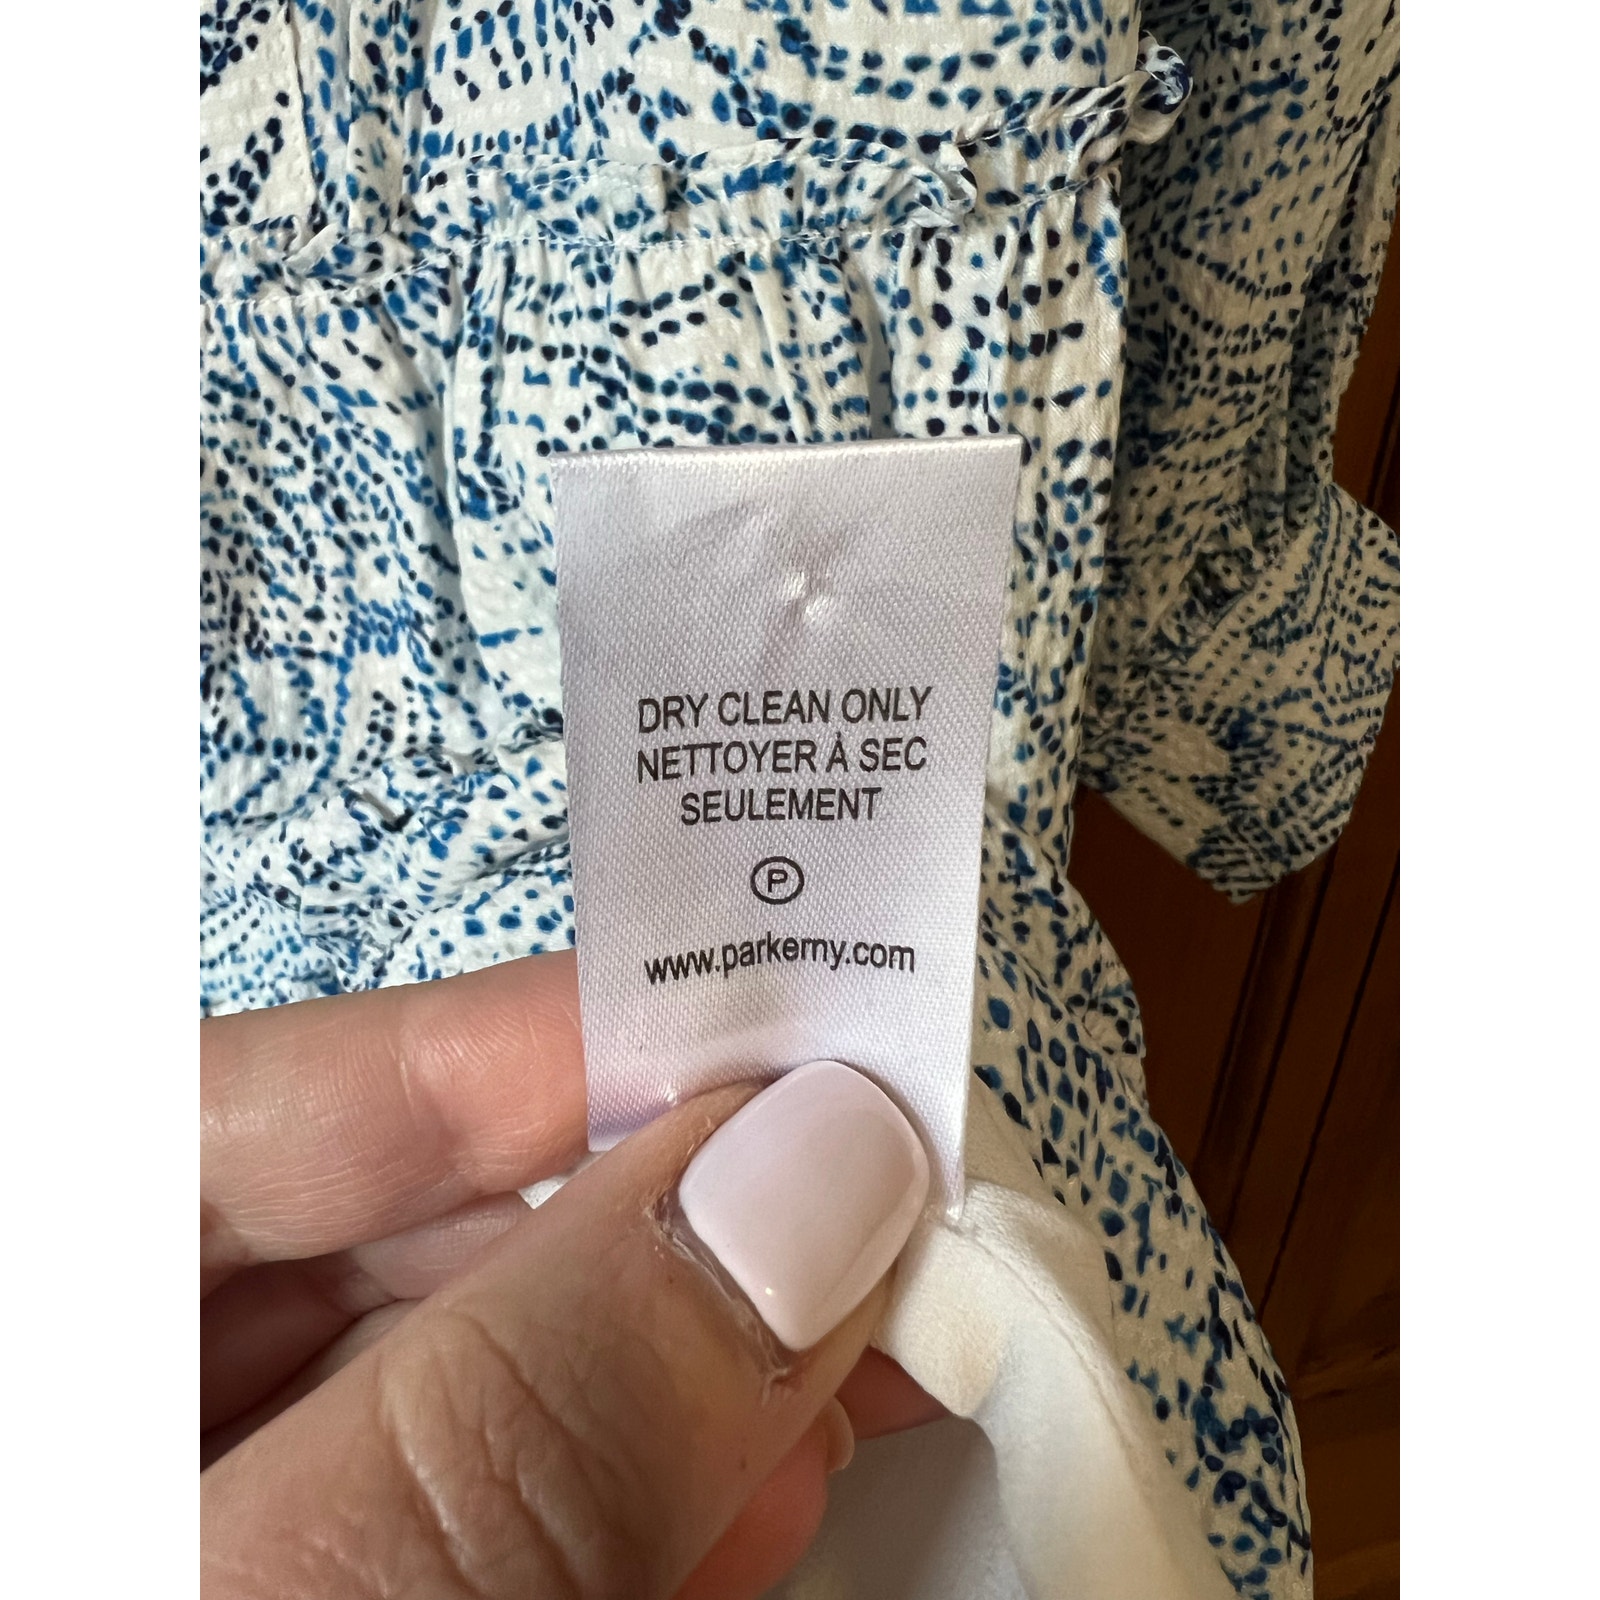 DRY CLEAN ONLY
NETTOYER À SEC
SEULEMENT
P
www.parkerny.com